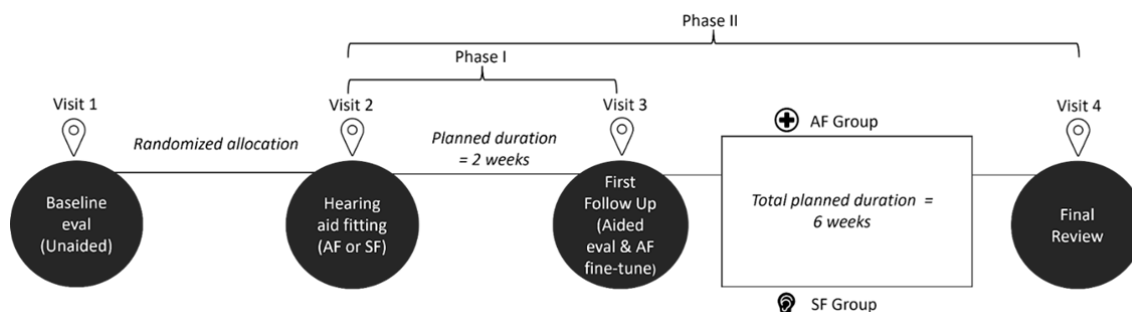 Phase II
Phase I
Visit 1
Visit 2
Visit 3
Visit 4
Randomized allocation
Planned duration
= 2 weeks
AF Group
Baseline
eval
(Unaided)
Hearing
aid fitting
(AF or SF)
First
Follow Up
(Aided
eval & AF
fine-tune)
Total planned duration =
6 weeks
Final
Review
SF Group